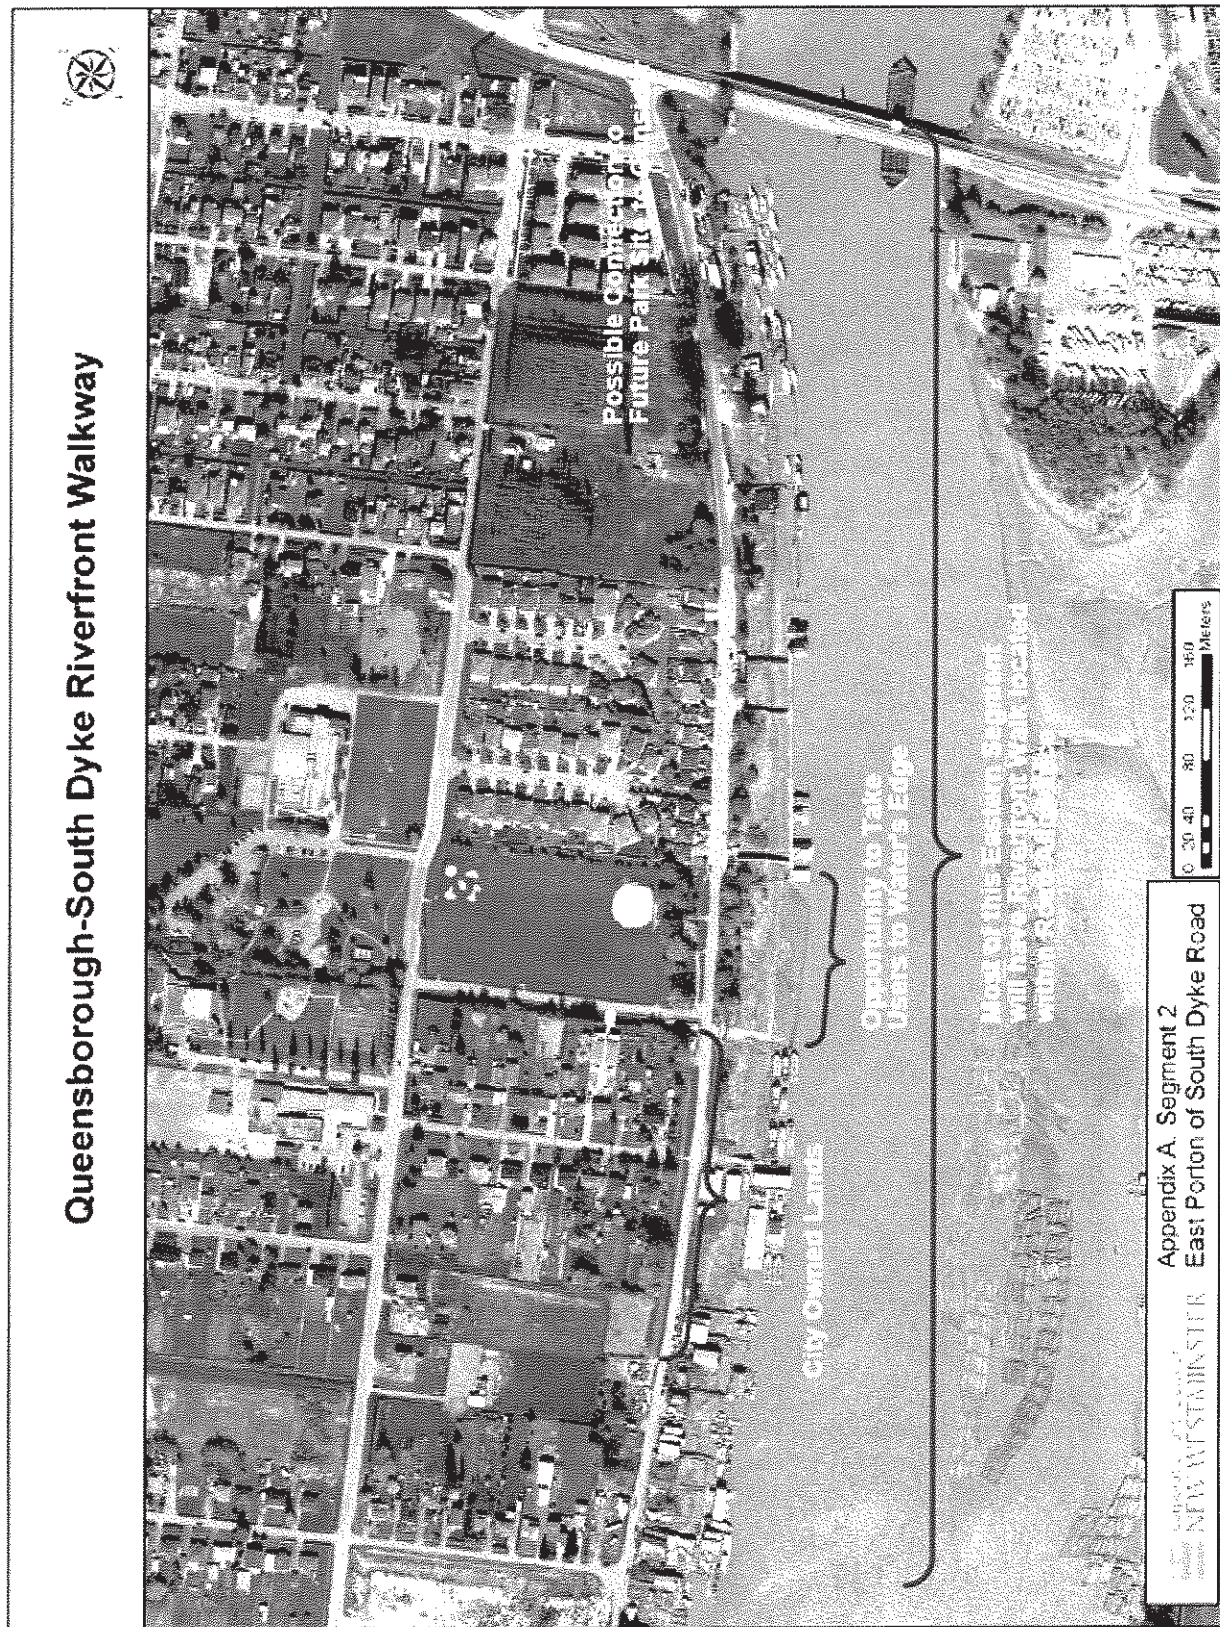 Queensborough-South Dyke Riverfront Walkway
Possible Connection to
Future Park Site
Opportunity to Take
Users to Water's Edge
City Owned Lands
Most of this Eastern Segment
will have Riverfront Walk located
within Road
0 20 40 80 120 160
Meters
Appendix A. Segment 2
East Porton of South Dyke Road
NEW WESTMINSTER